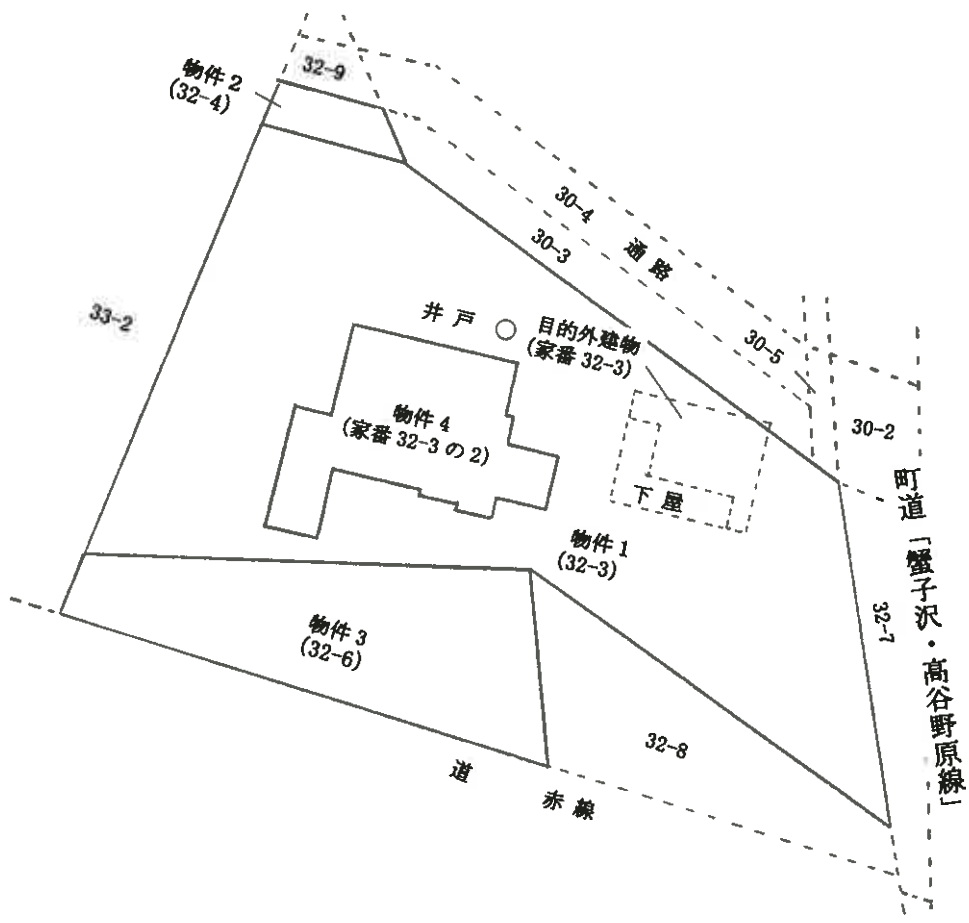 32-9
物件 2
(32-4)
30-4
通 路
30-3
33-2
井 戸
目的外建物
(家番 32-3)
30-5
30-2
物件 4
(家番 32-3 の 2)
下 屋
物件 1
(32-3)
町道「蟹子沢・高谷野原線」
32-7
物件 3
(32-6)
32-8
道
赤 線